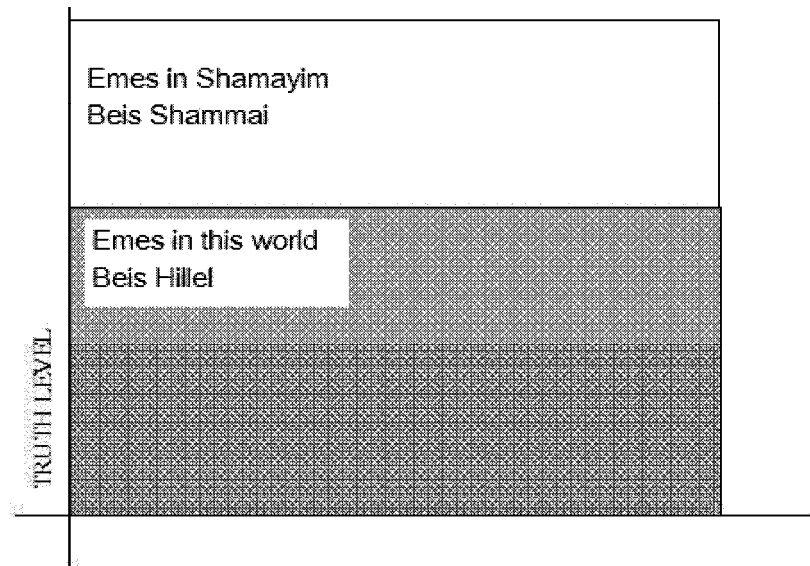 Emes in Shamayim
Beis Shammai
Emes in this world
Beis Hillel
TRUTH LEVEL